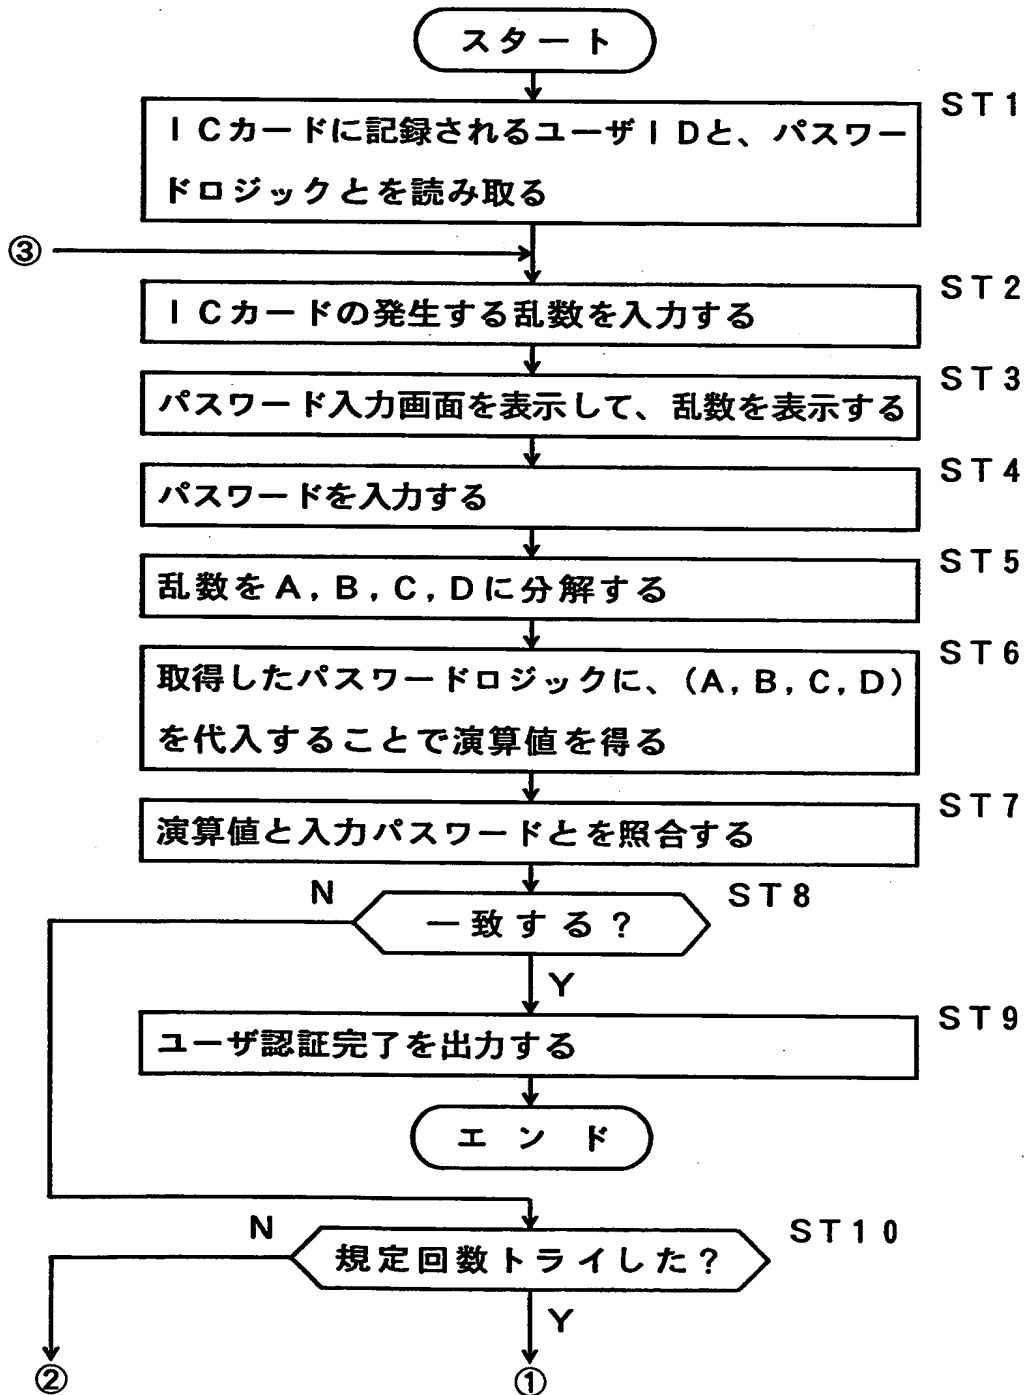 スタート
ST1
ICカードに記録されるユーザIDと、パスワー
ドロジックとを読み取る
③
ST2
ICカードの発生する乱数を入力する
ST3
パスワード入力画面を表示して、乱数を表示する
ST4
パスワードを入力する
ST5
乱数をA,B,C,Dに分解する
ST6
取得したパスワードロジックに、(A,B,C,D)
を代入することで演算値を得る
ST7
演算値と入力パスワードとを照合する
N
ST8
一致する?
Y
ST9
ユーザ認証完了を出力する
エンド
N
ST10
規定回数トライした?
Y
②
①